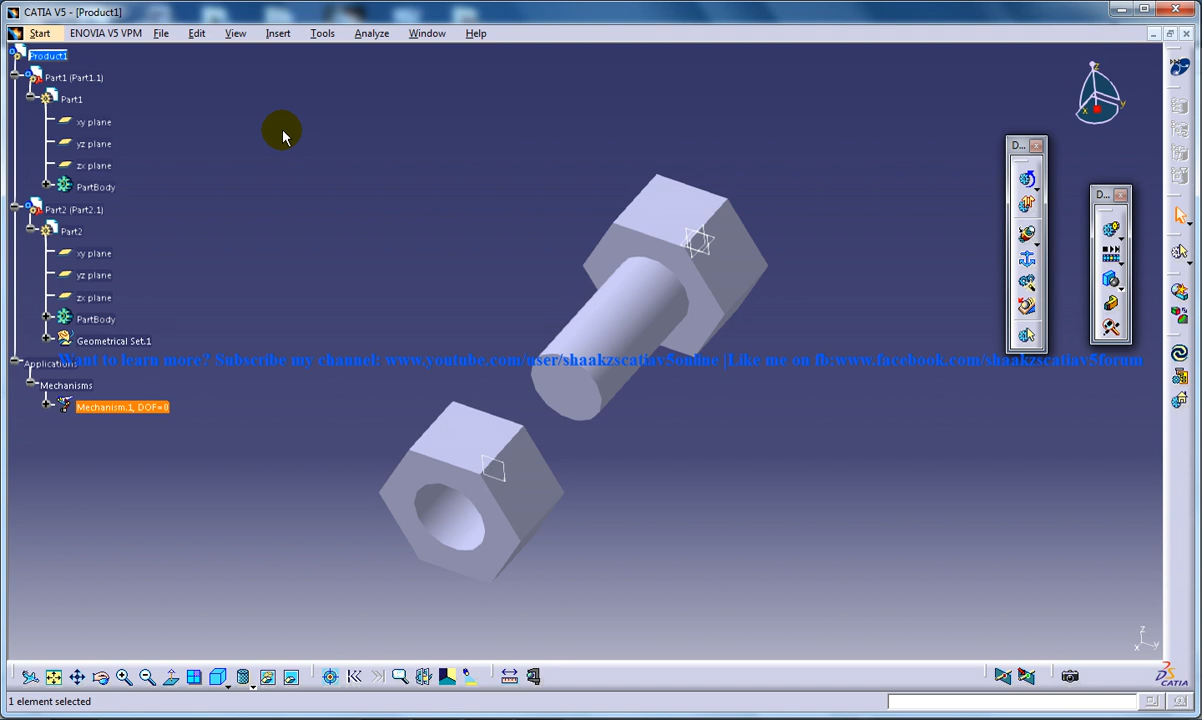 CATIA V5 - [Product1]
Start ENOVIA V5 VPM File Edit View Insert Tools Analyze Window Help
Product1
Part1 (Part1.1)
Part1
xy plane
yz plane
zx plane
PartBody
Part2 (Part2.1)
Part2
xy plane
yz plane
zx plane
PartBody
Geometrical Set.1
Applications
Mechanisms
Mechanism.1, DOF=0
Want to learn more? Subscribe my channel: www.youtube.com/user/shaakzscatiav5online |Like me on fb:www.facebook.com/shaakzscatiav5forum
D...
D...
z
y
x
z
y
x
CATIA
1 element selected